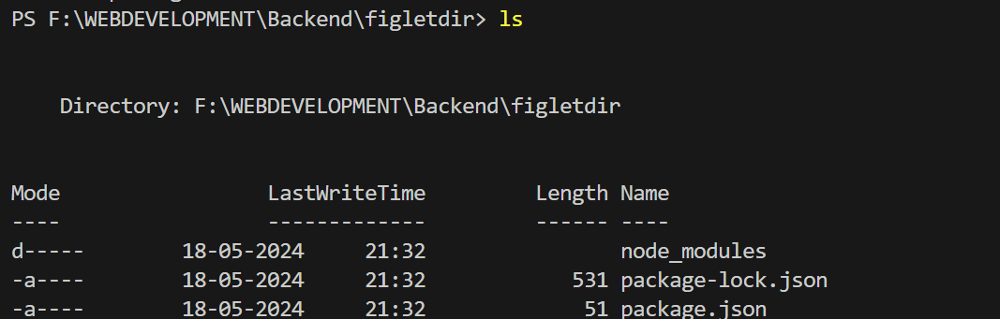 PS F:\WEBDEVELOPMENT\Backend\figletdir> ls
Directory: F:\WEBDEVELOPMENT\Backend\figletdir
Mode LastWriteTime Length Name
---- ------------- ------ ----
d----- 18-05-2024 21:32 node_modules
-a---- 18-05-2024 21:32 531 package-lock.json
-a---- 18-05-2024 21:32 51 package.json